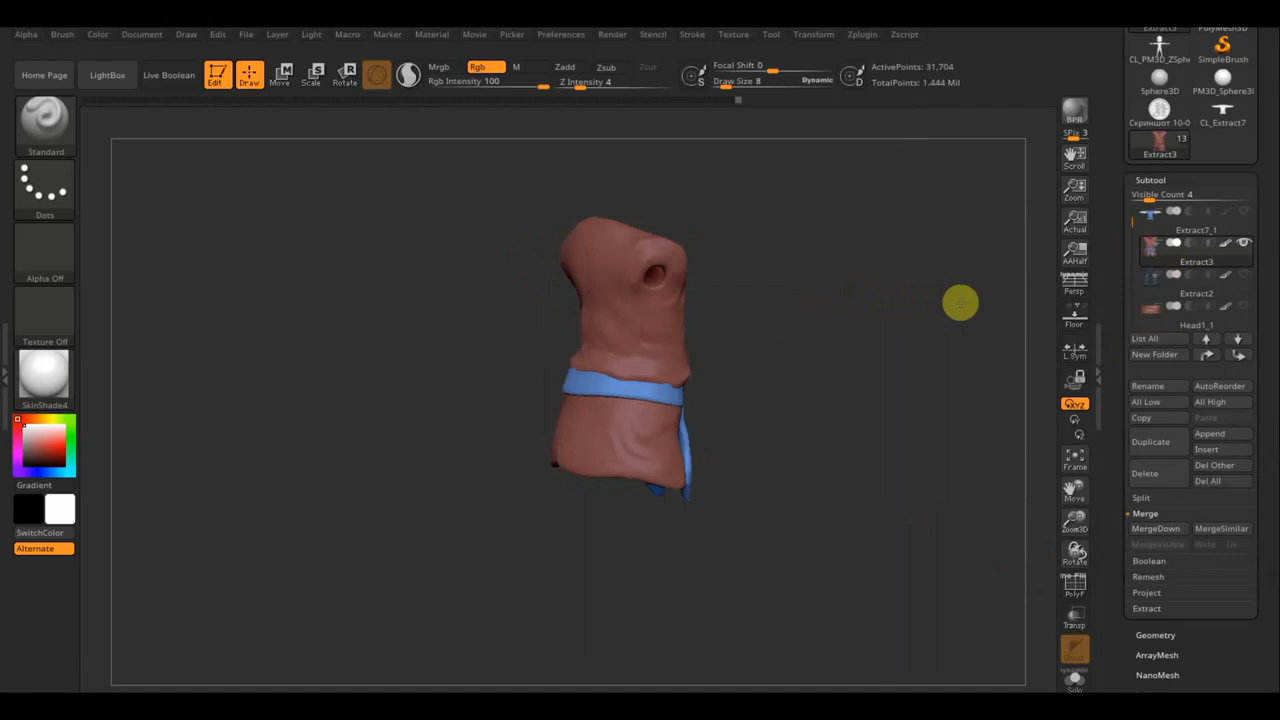 Alpha Brush Color Document Draw Edit File Layer Light Macro Marker Material Movie Picker Preferences Render Stencil Stroke Texture Tool Transform Zplugin Zscript
Home Page
LightBox
Live Boolean
Edit
Draw
Move
Scale
Rotate
Mrgb
Rgb
M
Rgb Intensity 100
Zadd
Zsub
Zcut
Z Intensity 4
Focal Shift 0
Draw Size 8
Dynamic
S
D
ActivePoints: 31,704
TotalPoints: 1.444 Mil
Standard
Dots
Alpha Off
Texture Off
SkinShade4
Gradient
SwitchColor
Alternate
BPR
SPix 3
Scroll
Zoom
Actual
AAHalf
Dynamic
Persp
Floor
L.Sym
Frame
Move
Zoom3D
Rotate
PolyF
Transp
Dynamic
Solo
Extract3
PolyMesh3D
CL_PM3D_ZSphe
SimpleBrush
Sphere3D
PM3D_Sphere3I
Скриншот 10-0
CL_Extract7
13
Extract3
Subtool
Visible Count 4
Extract7_1
Extract3
Extract2
Head1_1
List All
New Folder
Rename
AutoReorder
All Low
All High
Copy
Paste
Duplicate
Append
Insert
Delete
Del Other
Del All
Split
Merge
MergeDown
MergeSimilar
MergeVisible
Weld
Uv
Boolean
Remesh
Project
Extract
Geometry
ArrayMesh
NanoMesh